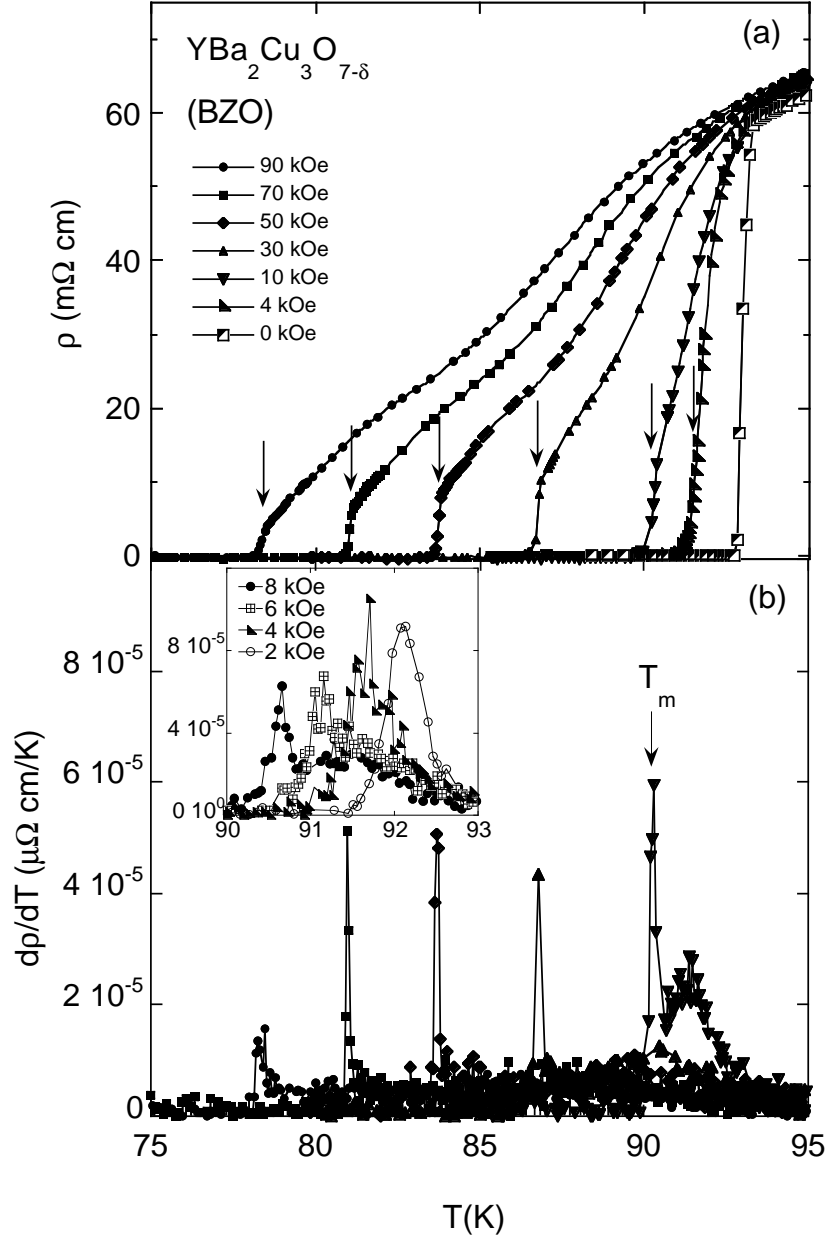 (a)
YBa2Cu3O7-δ
(BZO)
90 kOe
70 kOe
50 kOe
30 kOe
10 kOe
4 kOe
0 kOe
60
40
20
0
ρ (mΩ cm)
(b)
8 kOe
6 kOe
4 kOe
2 kOe
8 10-5
4 10-5
0 100
90 91 92 93
Tm
8 10-5
6 10-5
4 10-5
2 10-5
0
dρ/dT (μΩ cm/K)
75 80 85 90 95
T(K)